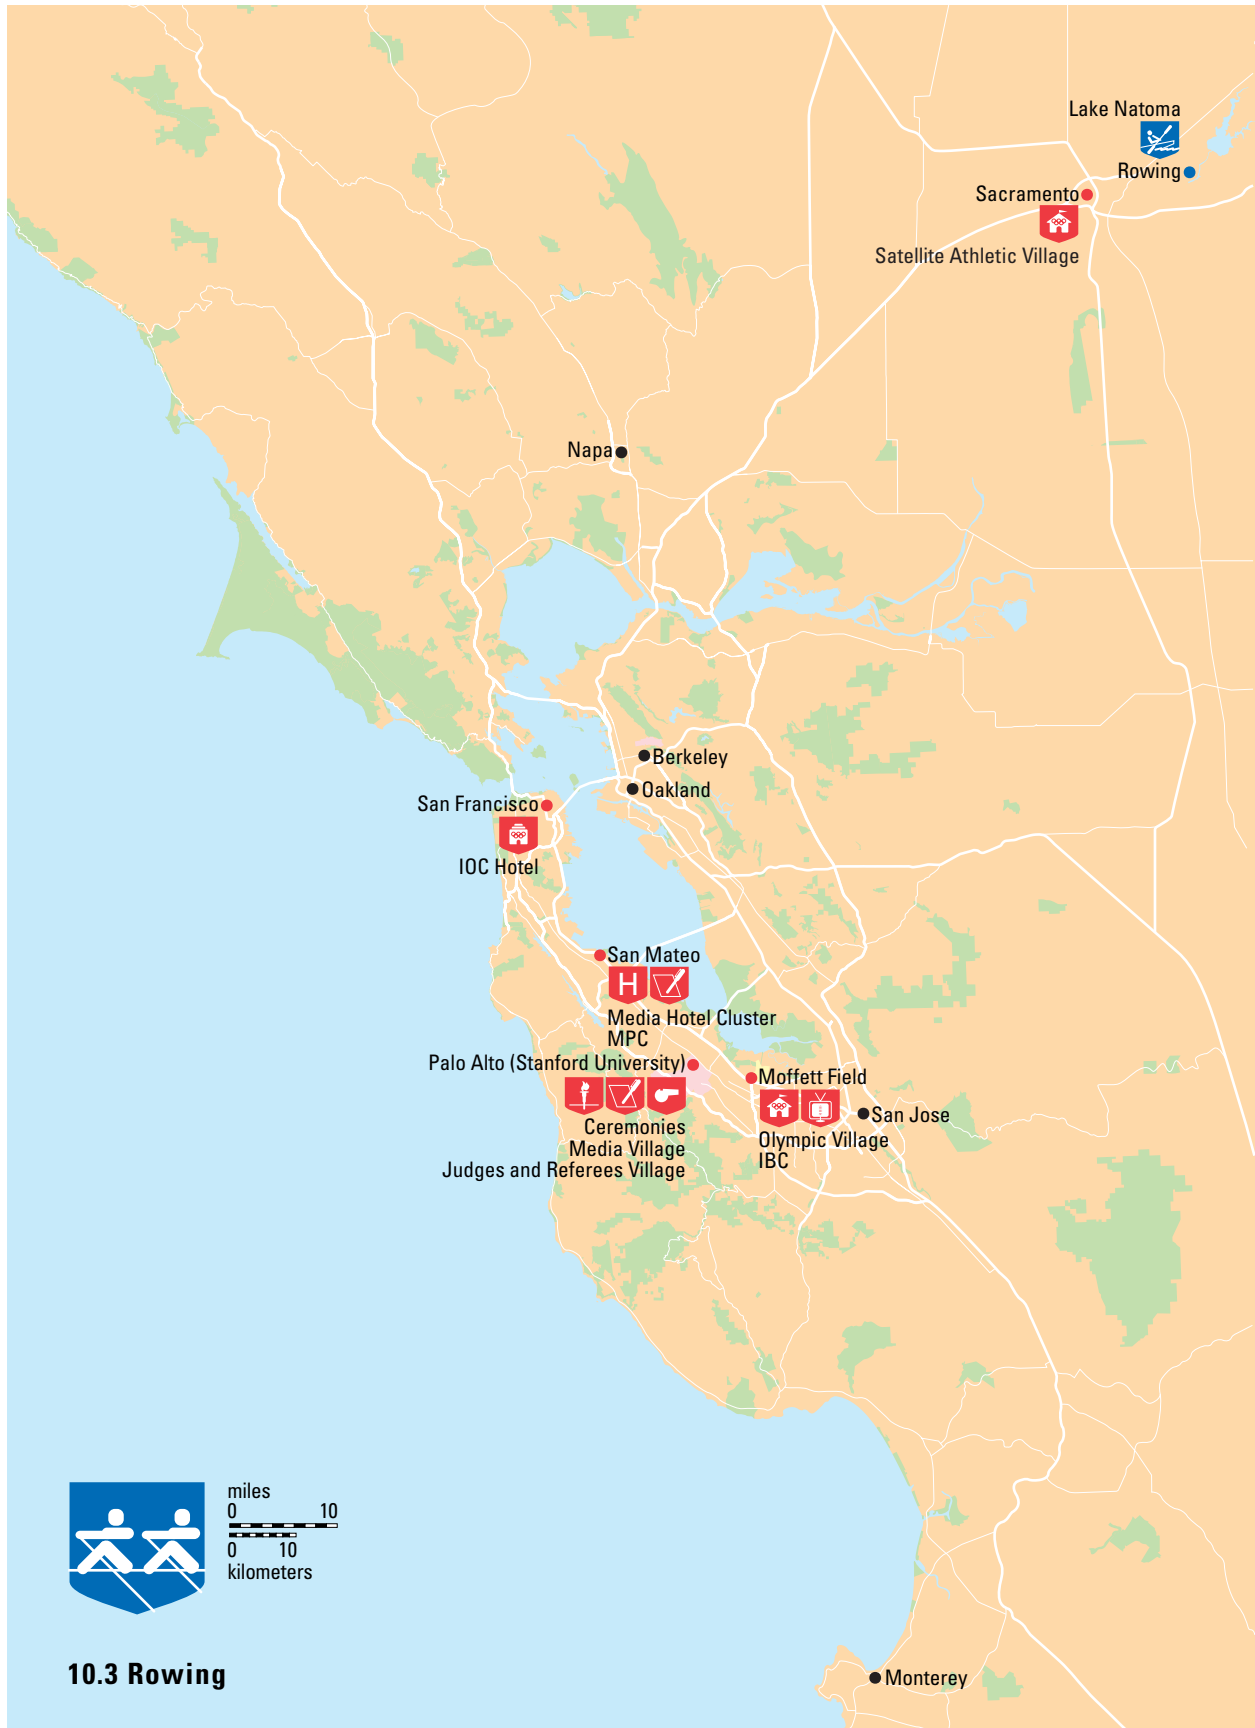 Lake Natoma
Rowing
Sacramento
Satellite Athletic Village
Napa
Berkeley
Oakland
San Francisco
IOC Hotel
San Mateo
H
Media Hotel Cluster
MPC
Palo Alto (Stanford University)
Ceremonies
Media Village
Judges and Referees Village
Moffett Field
Olympic Village
IBC
San Jose
miles
0 10
0 10
kilometers
10.3 Rowing
Monterey